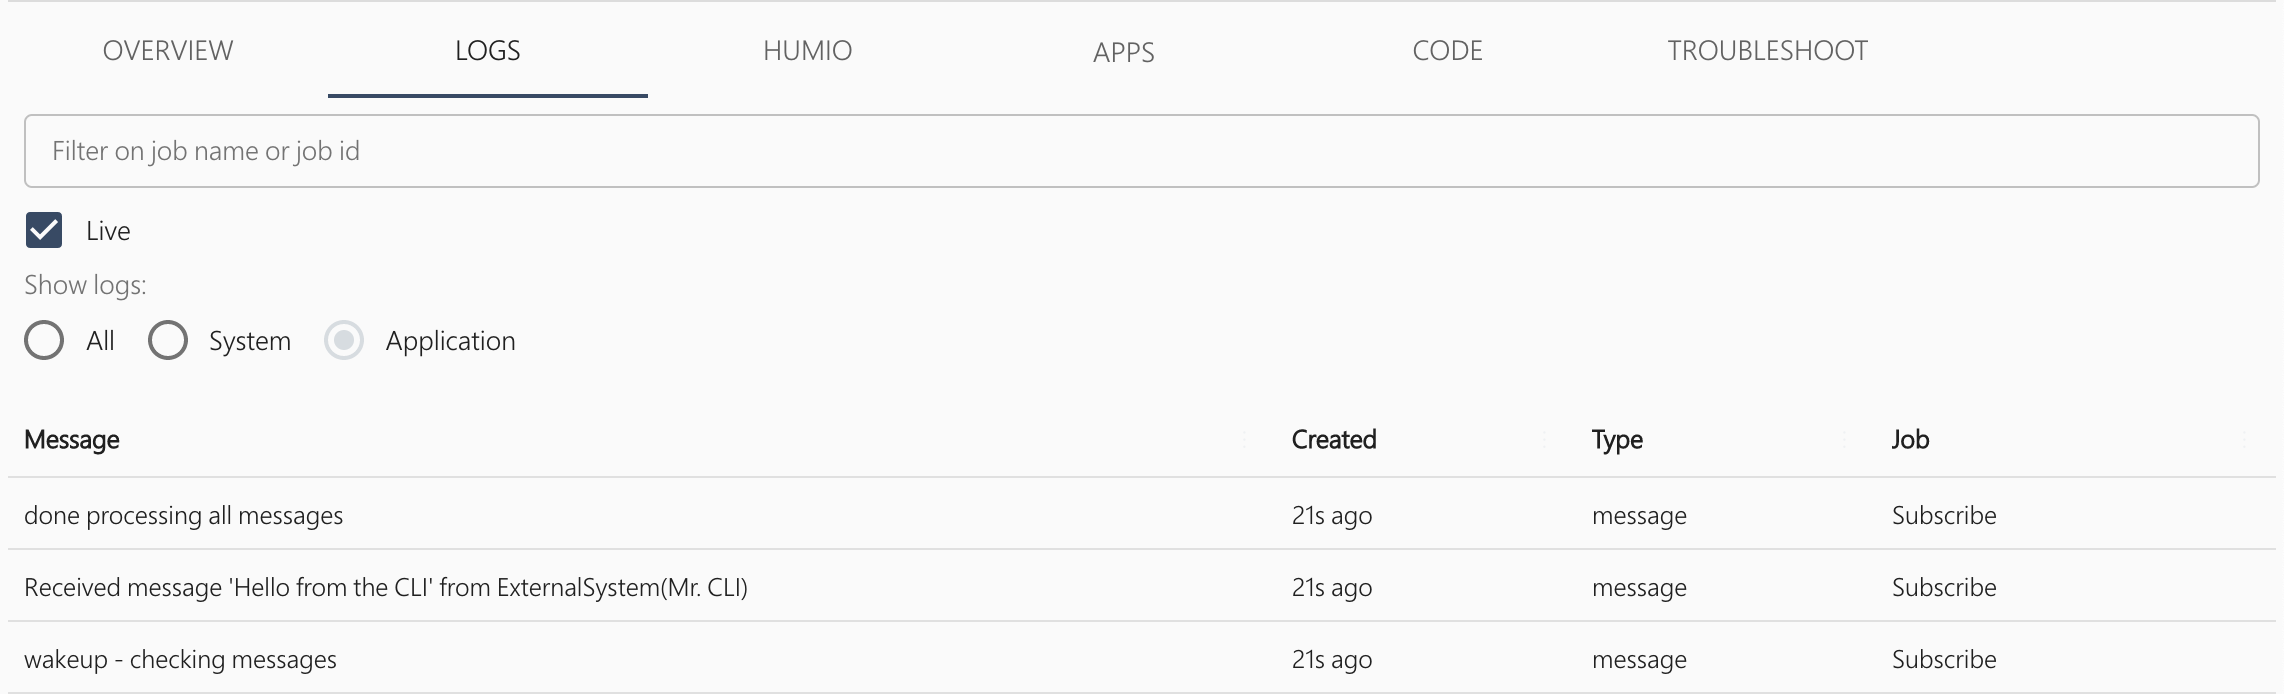 OVERVIEW LOGS HUMIO APPS CODE TROUBLESHOOT
Filter on job name or job id
Live
Show logs:
All System Application
Message Created Type Job
done processing all messages 21s ago message Subscribe
Received message 'Hello from the CLI' from ExternalSystem(Mr. CLI) 21s ago message Subscribe
wakeup - checking messages 21s ago message Subscribe